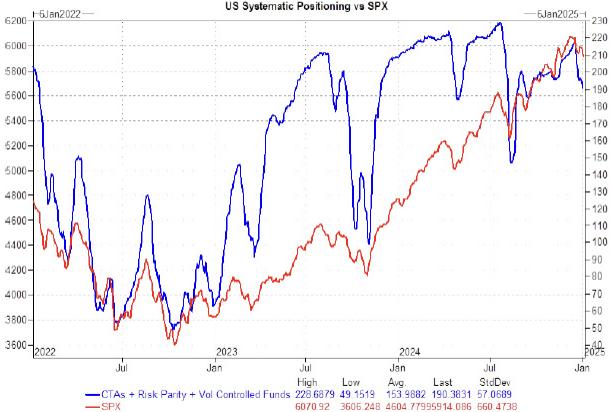 US Systematic Positioning vs SPX
6Jan2022 6Jan2025
6200 230
6000 220
5800 210
5600 200
5400 190
5200 180
5000 170
4800 160
4600 150
4400 140
4200 130
4000 120
3800 110
3600 100
90
80
70
60
50
40
2022 2023 2024 2025
Jul Jan Jul Jan Jul Jan
High Low Avg Last StdDev
CTAs + Risk Parity + Vol Controlled Funds 228.6879 49.1519 153.9882 190.3831 57.0689
SPX 6070.92 3606.248 4604.77995914.086 660.4738